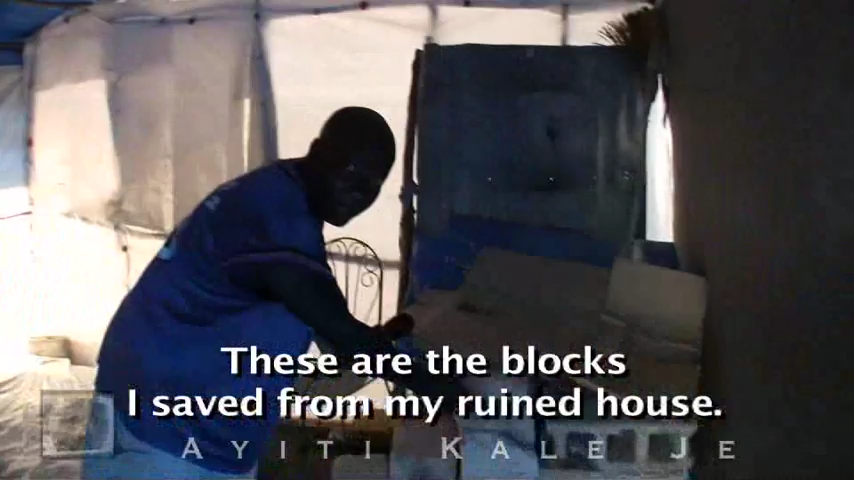 These are the blocks
I saved from my ruined house.
AYITI KALE JE